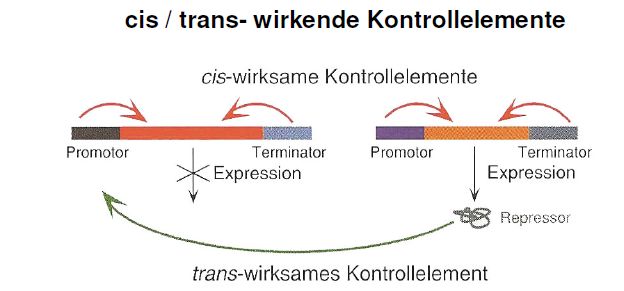 cis / trans- wirkende Kontrollelemente
cis-wirksame Kontrollelemente
Promotor Terminator Promotor Terminator
Expression Expression
Repressor
trans-wirksames Kontrollelement